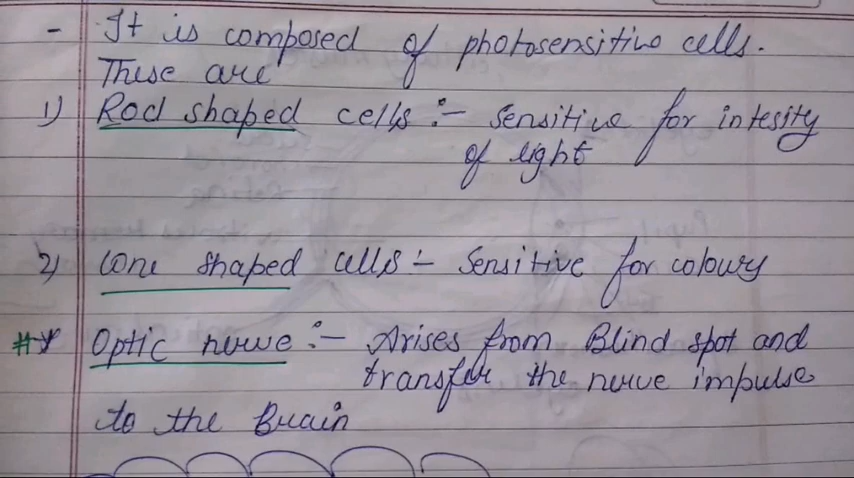 - It is composed of photosensitive cells.
These are
1) Rod shaped cells :- Sensitive for intesity
of light
2) Cone shaped cells :- Sensitive for colours
#* Optic nerve :- Arises from Blind spot and
transfer the nerve impulse
to the Brain